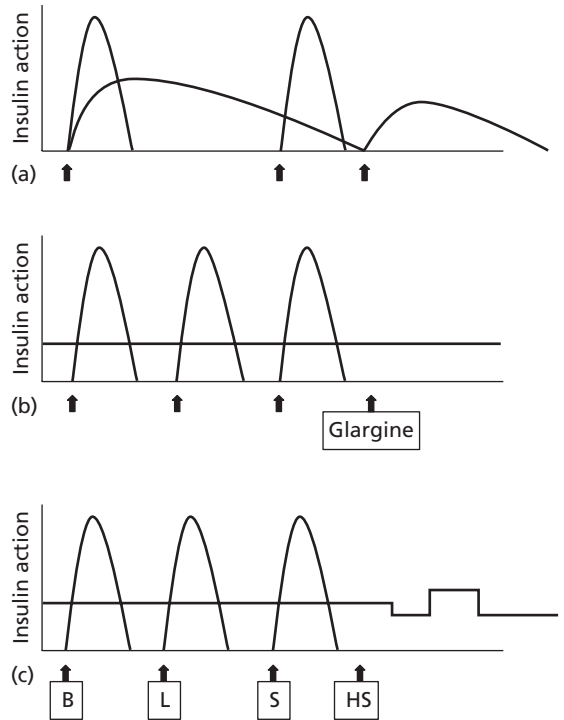 Insulin action
(a)
Insulin action
(b)
Glargine
Insulin action
(c)
B L S HS